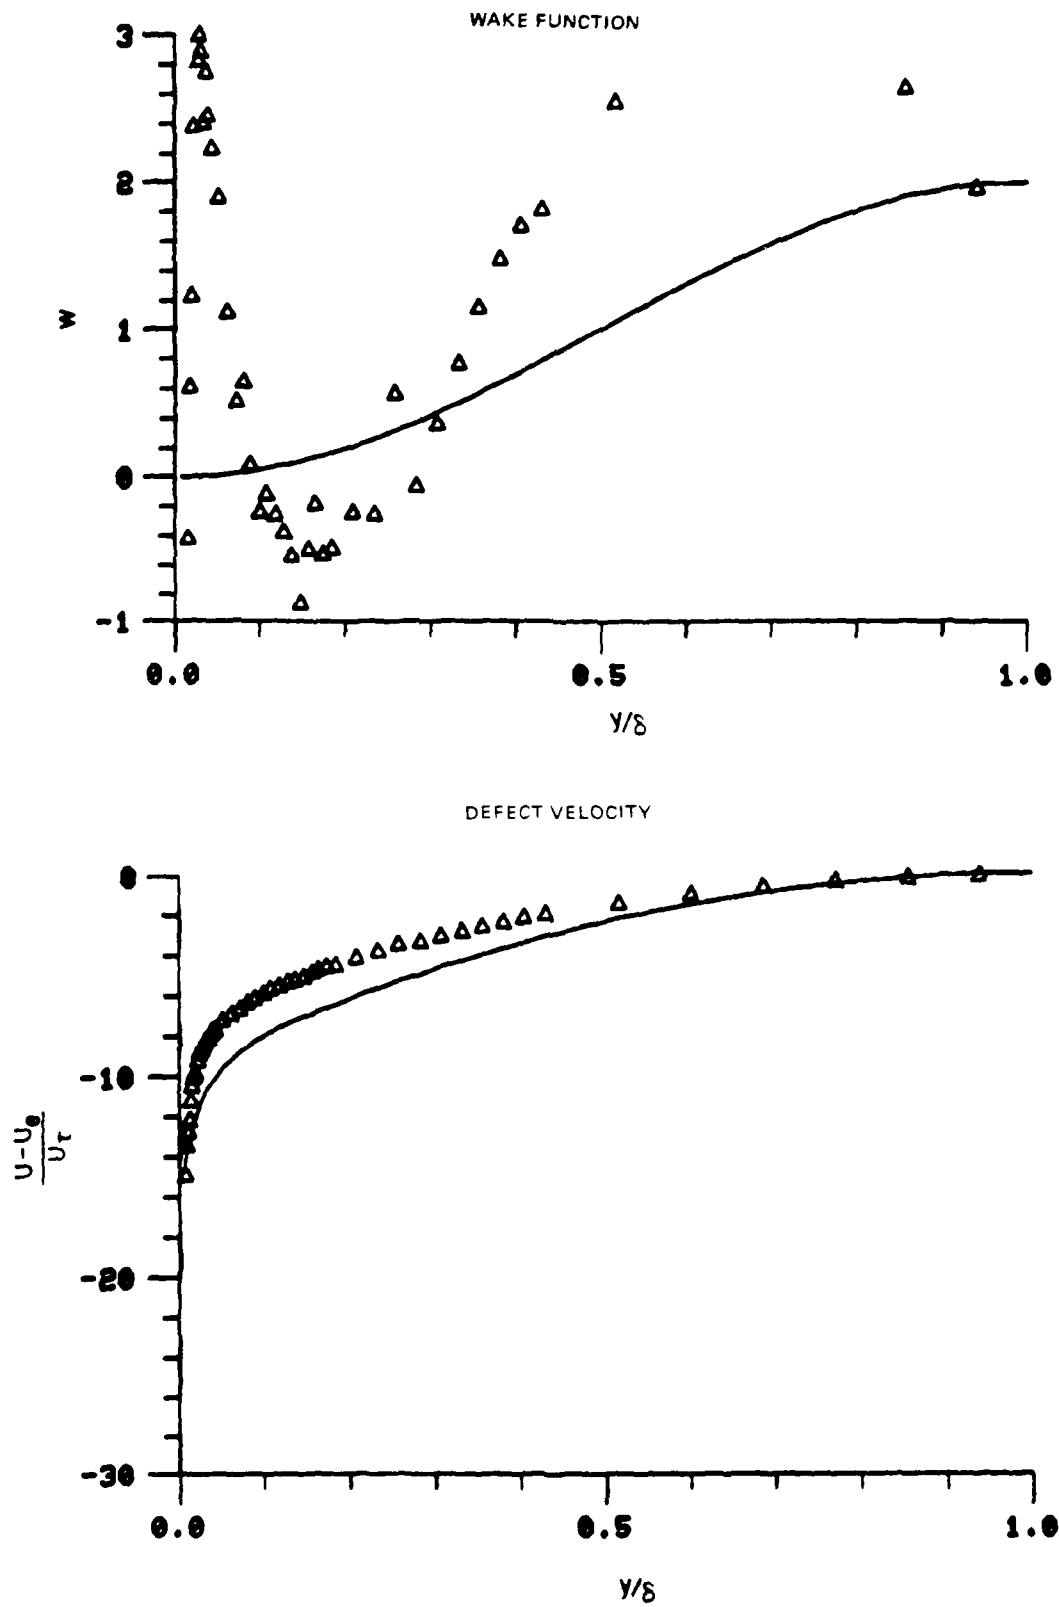 WAKE FUNCTION
3
2
1
0
-1
W
0.0 0.5 1.0
y/δ
DEFECT VELOCITY
0
-10
-20
-30
U-Ue
Uτ
0.0 0.5 1.0
y/δ